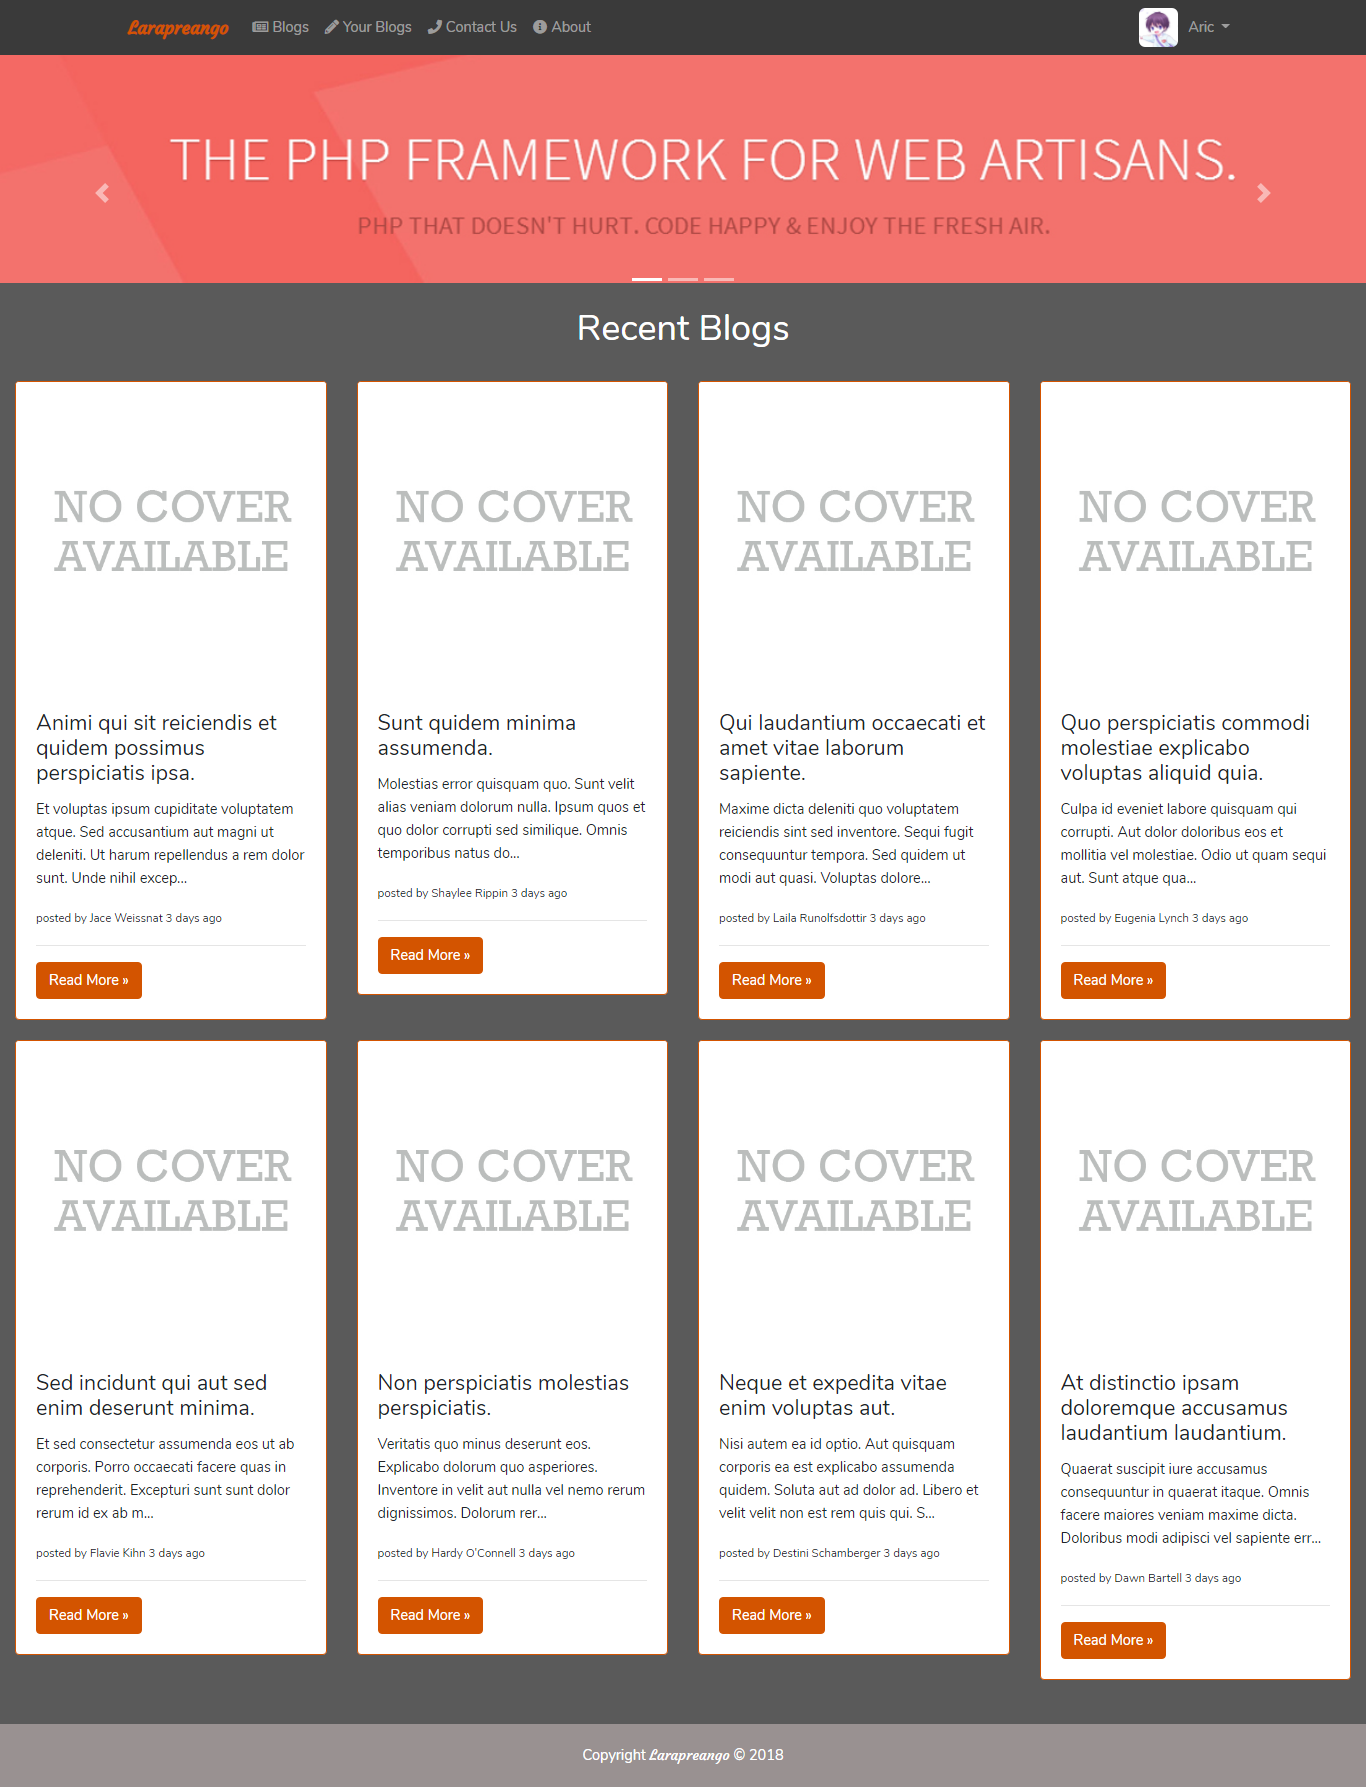 Larapreango Blogs Your Blogs Contact Us About Aric
THE PHP FRAMEWORK FOR WEB ARTISANS.
PHP THAT DOESN'T HURT. CODE HAPPY & ENJOY THE FRESH AIR.
Recent Blogs
NO COVER
AVAILABLE
Animi qui sit reiciendis et
quidem possimus
perspiciatis ipsa.
Et voluptas ipsum cupiditate voluptatem
atque. Sed accusantium aut magni ut
deleniti. Ut harum repellendus a rem dolor
sunt. Unde nihil excep...
posted by Jace Weissnat 3 days ago
Read More »
NO COVER
AVAILABLE
Sunt quidem minima
assumenda.
Molestias error quisquam quo. Sunt velit
alias veniam dolorum nulla. Ipsum quos et
quo dolor corrupti sed similique. Omnis
temporibus natus do...
posted by Shaylee Rippin 3 days ago
Read More »
NO COVER
AVAILABLE
Qui laudantium occaecati et
amet vitae laborum
sapiente.
Maxime dicta deleniti quo voluptatem
reiciendis sint sed inventore. Sequi fugit
consequuntur tempora. Sed quidem ut
modi aut quasi. Voluptas dolore...
posted by Laila Runolfsdottir 3 days ago
Read More »
NO COVER
AVAILABLE
Quo perspiciatis commodi
molestiae explicabo
voluptas aliquid quia.
Culpa id eveniet labore quisquam qui
corrupti. Aut dolor doloribus eos et
mollitia vel molestiae. Odio ut quam sequi
aut. Sunt atque qua...
posted by Eugenia Lynch 3 days ago
Read More »
NO COVER
AVAILABLE
Sed incidunt qui aut sed
enim deserunt minima.
Et sed consectetur assumenda eos ut ab
corporis. Porro occaecati facere quas in
reprehenderit. Excepturi sunt sunt dolor
rerum id ex ab m...
posted by Flavie Kihn 3 days ago
Read More »
NO COVER
AVAILABLE
Non perspiciatis molestias
perspiciatis.
Veritatis quo minus deserunt eos.
Explicabo dolorum quo asperiores.
Inventore in velit aut nulla vel nemo rerum
dignissimos. Dolorum rer...
posted by Hardy O'Connell 3 days ago
Read More »
NO COVER
AVAILABLE
Neque et expedita vitae
enim voluptas aut.
Nisi autem ea id optio. Aut quisquam
corporis ea est explicabo assumenda
quidem. Soluta aut ad dolor ad. Libero et
velit velit non est rem quis qui. S...
posted by Destini Schamberger 3 days ago
Read More »
NO COVER
AVAILABLE
At distinctio ipsam
doloremque accusamus
laudantium laudantium.
Quaerat suscipit iure accusamus
consequuntur in quaerat itaque. Omnis
facere maiores veniam maxime dicta.
Doloribus modi adipisci vel sapiente err...
posted by Dawn Bartell 3 days ago
Read More »
Copyright Larapreango © 2018